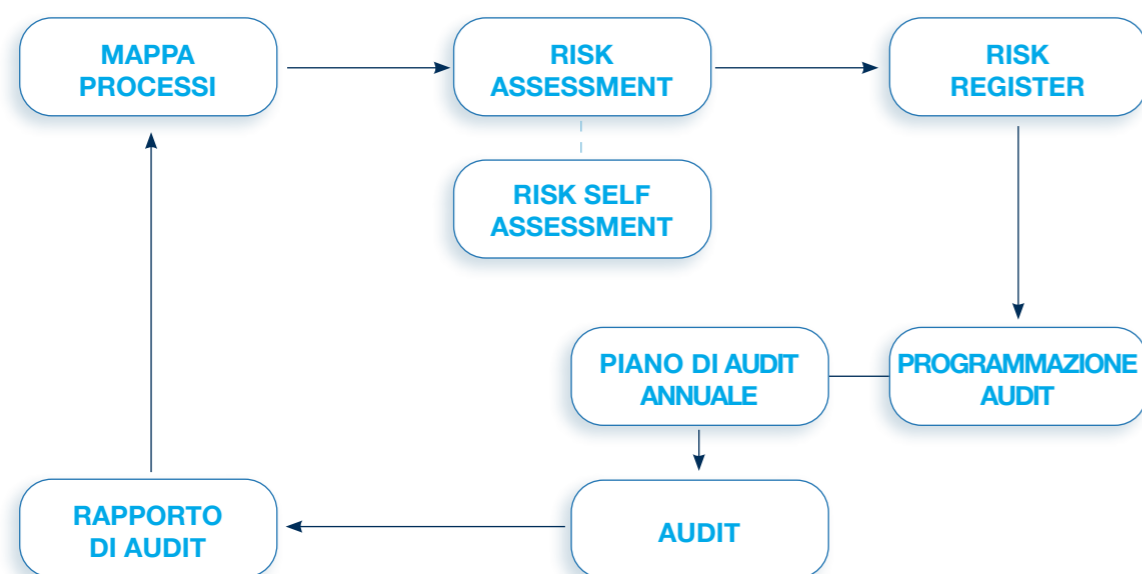 MAPPA
PROCESSI
RISK
ASSESSMENT
RISK
REGISTER
RISK SELF
ASSESSMENT
PIANO DI AUDIT
ANNUALE
PROGRAMMAZIONE
AUDIT
RAPPORTO
DI AUDIT
AUDIT